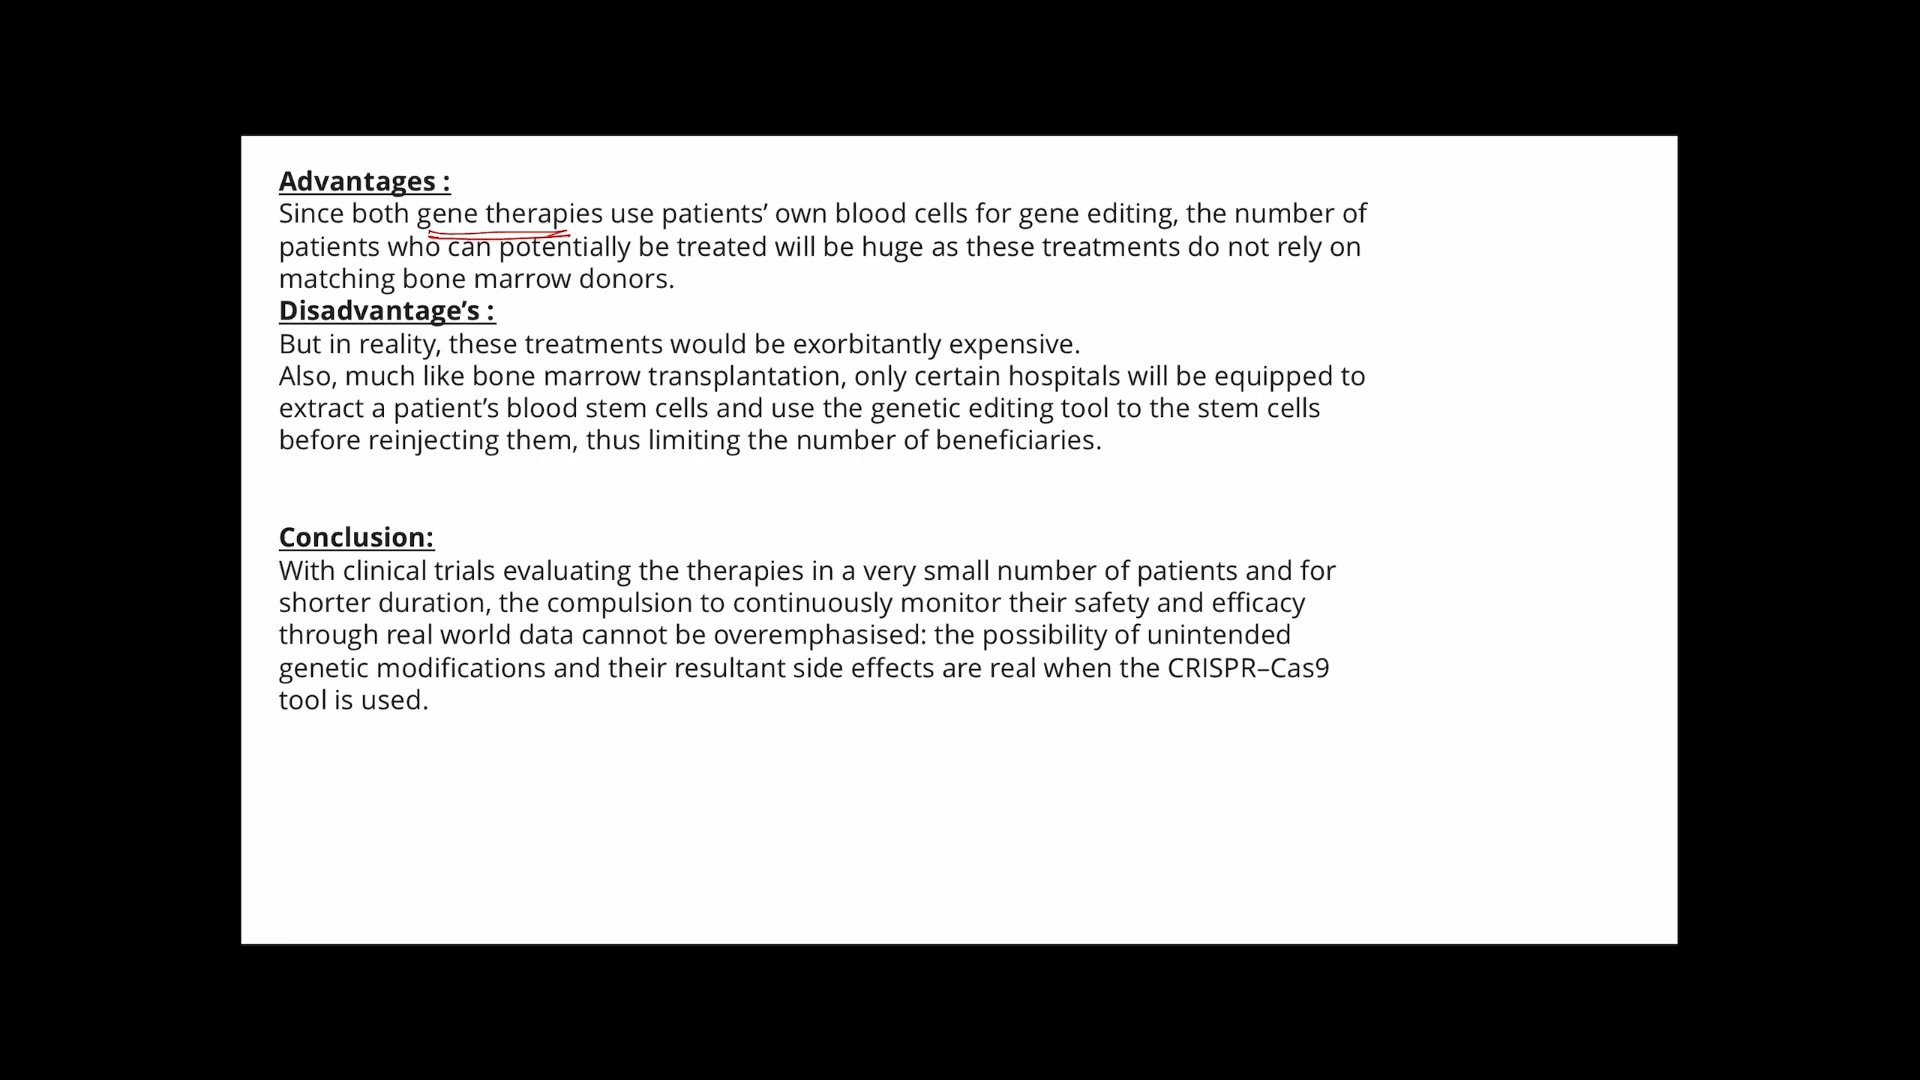 Advantages :
Since both gene therapies use patients’ own blood cells for gene editing, the number of
patients who can potentially be treated will be huge as these treatments do not rely on
matching bone marrow donors.
Disadvantage’s :
But in reality, these treatments would be exorbitantly expensive.
Also, much like bone marrow transplantation, only certain hospitals will be equipped to
extract a patient’s blood stem cells and use the genetic editing tool to the stem cells
before reinjecting them, thus limiting the number of beneficiaries.
Conclusion:
With clinical trials evaluating the therapies in a very small number of patients and for
shorter duration, the compulsion to continuously monitor their safety and efficacy
through real world data cannot be overemphasised: the possibility of unintended
genetic modifications and their resultant side effects are real when the CRISPR–Cas9
tool is used.